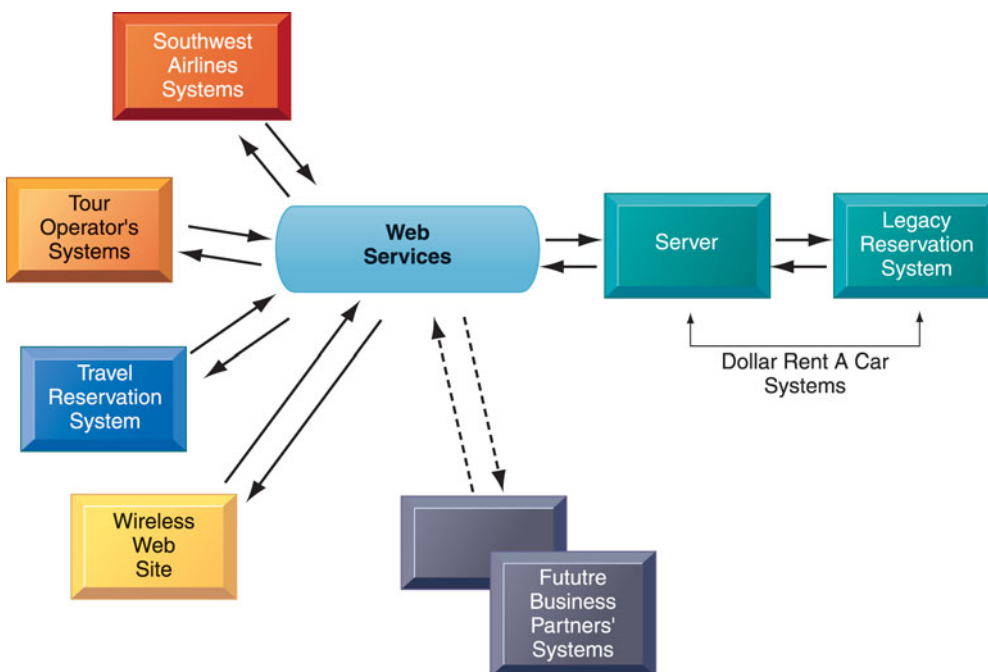 Southwest
Airlines
Systems
Tour
Operator's
Systems
Travel
Reservation
System
Wireless
Web
Site
Web
Services
Server
Legacy
Reservation
System
Dollar Rent A Car
Systems
Fututre
Business
Partners'
Systems